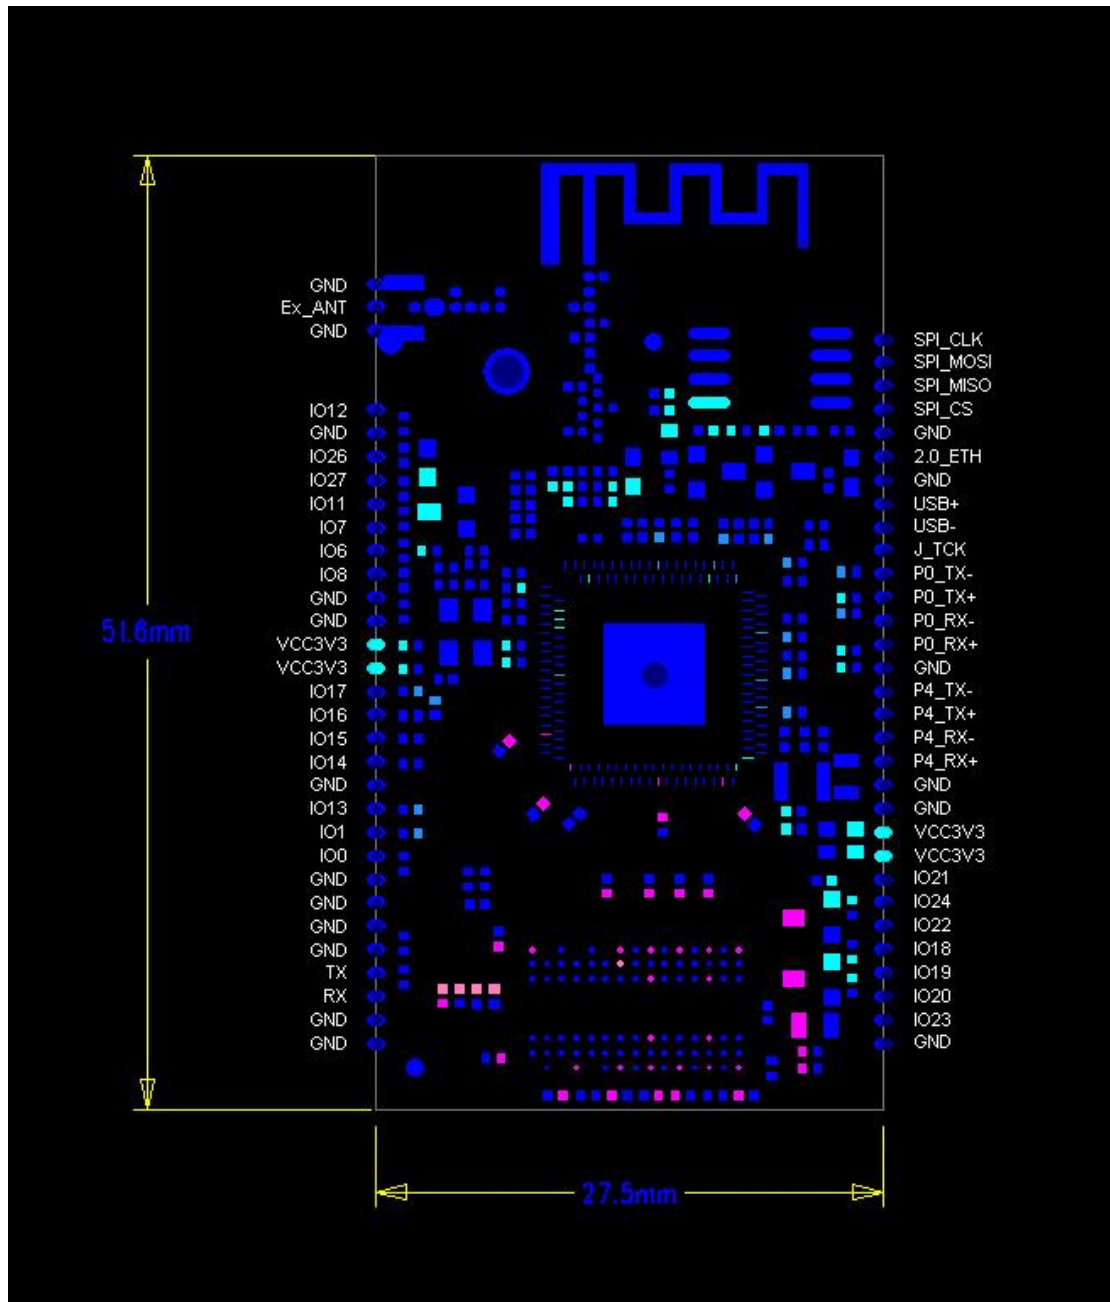 GND
Ex_ANT
GND
IO12
GND
IO26
IO27
IO11
IO7
IO6
IO8
GND
GND
VCC3V3
VCC3V3
IO17
IO16
IO15
IO14
GND
IO13
IO1
IO0
GND
GND
GND
GND
TX
RX
GND
GND
SPI_CLK
SPI_MOSI
SPI_MISO
SPI_CS
GND
2.0_ETH
GND
USB+
USB-
J_TCK
P0_TX-
P0_TX+
P0_RX-
P0_RX+
GND
P4_TX-
P4_TX+
P4_RX-
P4_RX+
GND
GND
VCC3V3
VCC3V3
IO21
IO24
IO22
IO18
IO19
IO20
IO23
GND
51.6mm
27.5mm